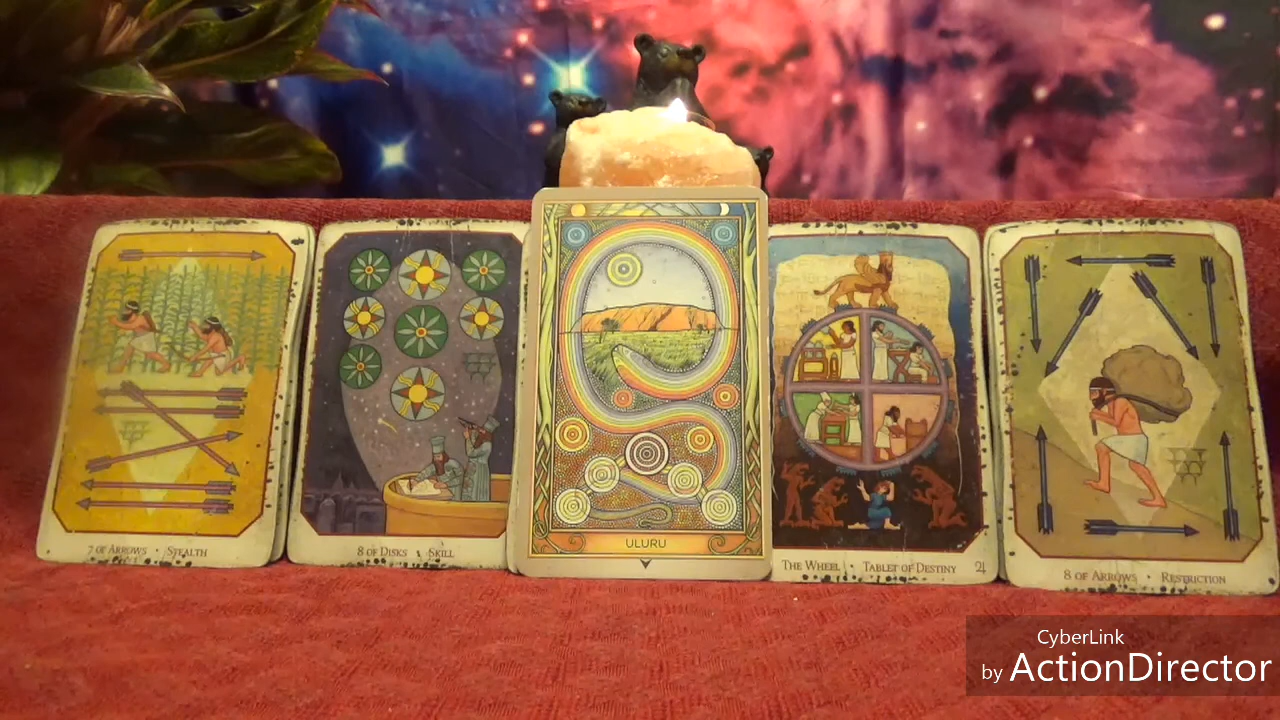 7 OF ARROWS • STEALTH
8 OF DISKS • SKILL
ULURU
THE WHEEL • TABLET OF DESTINY ♃
8 OF ARROWS • RESTRICTION
CyberLink
by ActionDirector